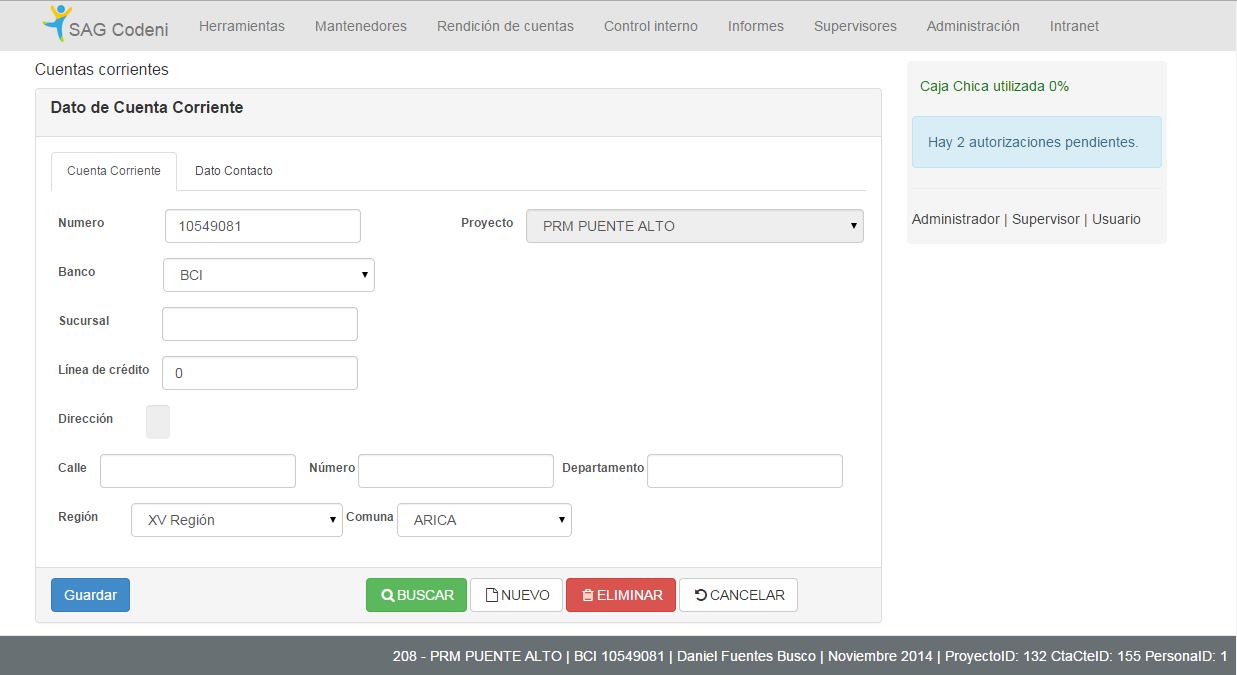 SAG Codeni Herramientas Mantenedores Rendición de cuentas Control interno Informes Supervisores Administración Intranet
Cuentas corrientes
Dato de Cuenta Corriente
Cuenta Corriente Dato Contacto
Numero 10549081 Proyecto PRM PUENTE ALTO
Banco BCI
Sucursal
Línea de crédito 0
Dirección
Calle Número Departamento
Región XV Región Comuna ARICA
Guardar BUSCAR NUEVO ELIMINAR CANCELAR
Caja Chica utilizada 0%
Hay 2 autorizaciones pendientes.
Administrador | Supervisor | Usuario
208 - PRM PUENTE ALTO | BCI 10549081 | Daniel Fuentes Busco | Noviembre 2014 | ProyectoID: 132 CtaCteID: 155 PersonaID: 1